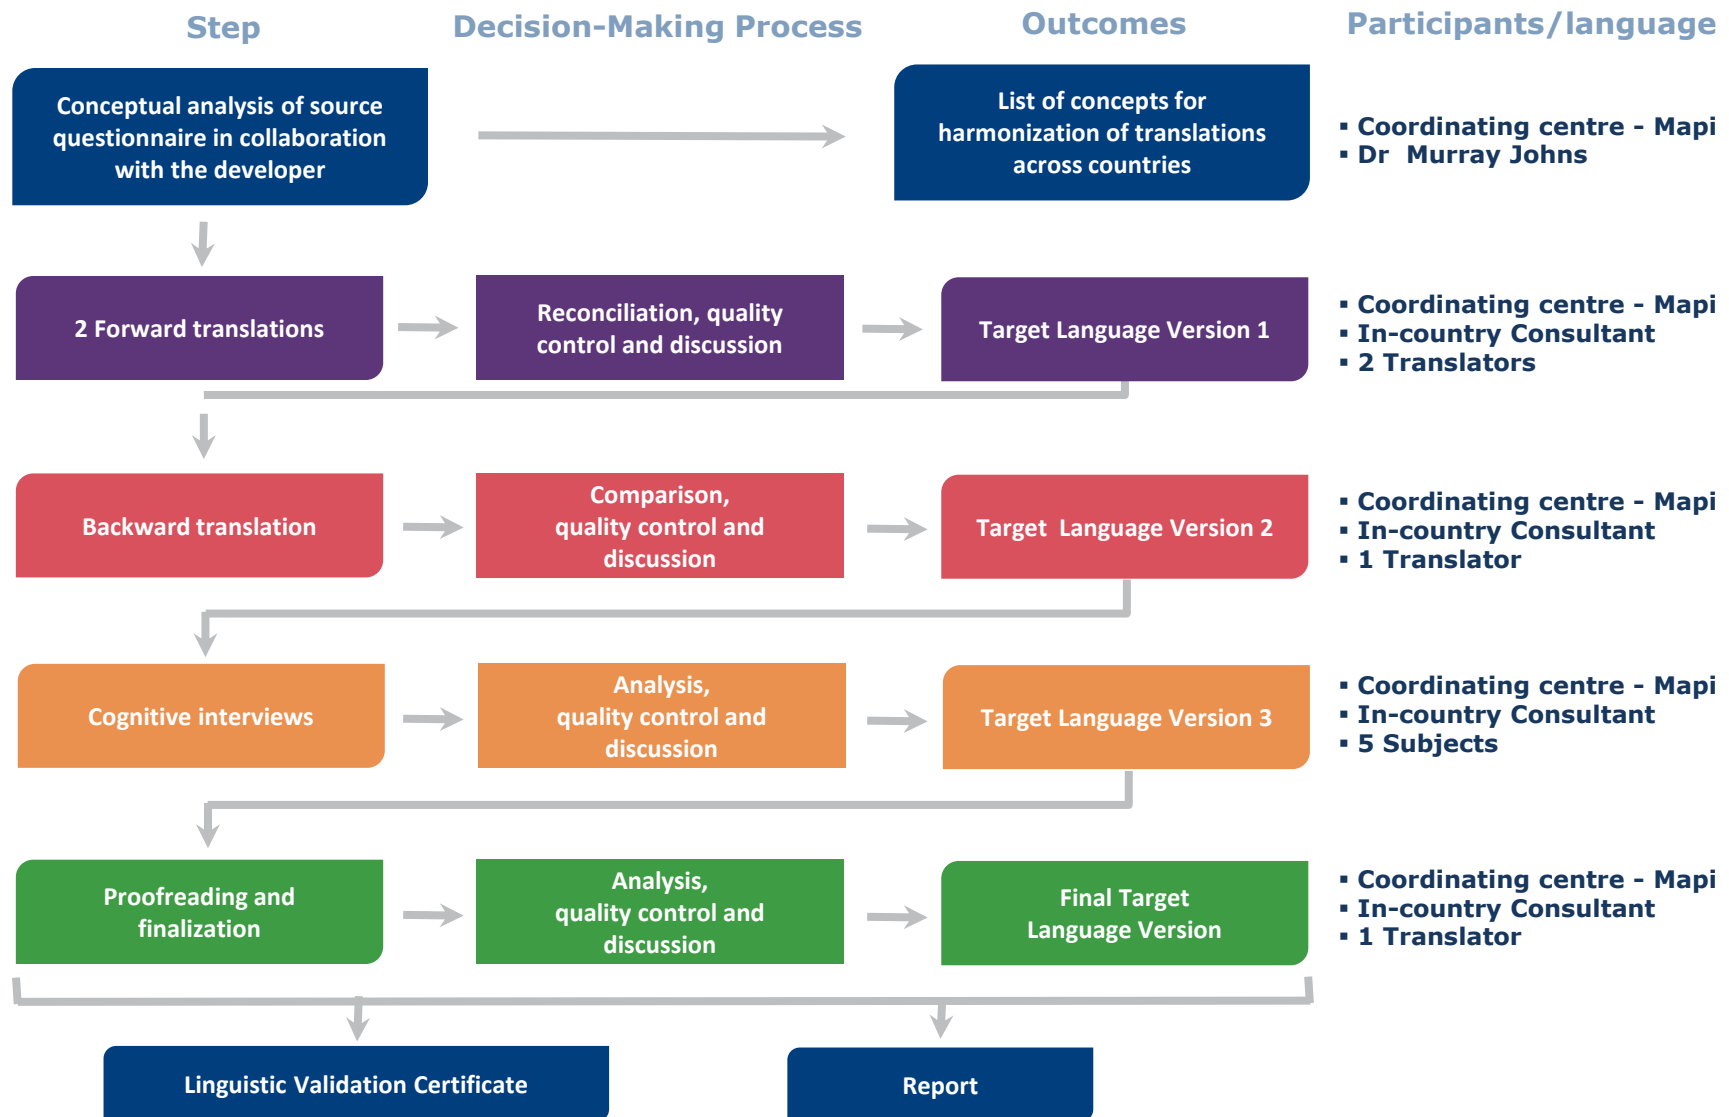 Step
Decision-Making Process
Outcomes
Participants/language
Conceptual analysis of source
questionnaire in collaboration
with the developer
List of concepts for
harmonization of translations
across countries
▪ Coordinating centre - Mapi
▪ Dr Murray Johns
2 Forward translations
Reconciliation, quality
control and discussion
Target Language Version 1
▪ Coordinating centre - Mapi
▪ In-country Consultant
▪ 2 Translators
Backward translation
Comparison,
quality control and
discussion
Target Language Version 2
▪ Coordinating centre - Mapi
▪ In-country Consultant
▪ 1 Translator
Cognitive interviews
Analysis,
quality control and
discussion
Target Language Version 3
▪ Coordinating centre - Mapi
▪ In-country Consultant
▪ 5 Subjects
Proofreading and
finalization
Analysis,
quality control and
discussion
Final Target
Language Version
▪ Coordinating centre - Mapi
▪ In-country Consultant
▪ 1 Translator
Linguistic Validation Certificate
Report